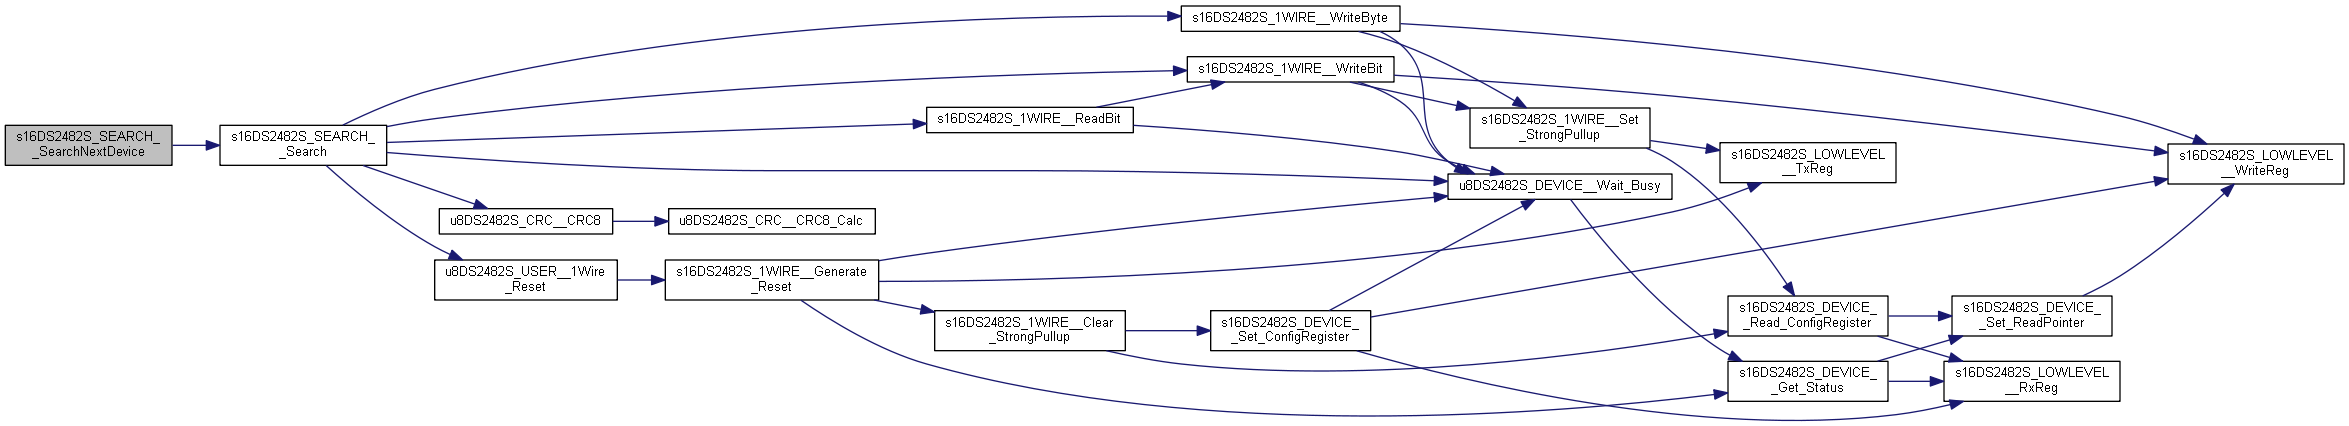 s16DS2482S_SEARCH_
_SearchNextDevice
s16DS2482S_SEARCH_
_Search
s16DS2482S_1WIRE__WriteByte
s16DS2482S_1WIRE__WriteBit
s16DS2482S_1WIRE__ReadBit
s16DS2482S_1WIRE__Set
_StrongPullup
s16DS2482S_LOWLEVEL
__TxReg
s16DS2482S_LOWLEVEL
__WriteReg
u8DS2482S_DEVICE__Wait_Busy
u8DS2482S_CRC__CRC8
u8DS2482S_CRC__CRC8_Calc
u8DS2482S_USER__1Wire
_Reset
s16DS2482S_1WIRE__Generate
_Reset
s16DS2482S_1WIRE__Clear
_StrongPullup
s16DS2482S_DEVICE_
_Set_ConfigRegister
s16DS2482S_DEVICE_
_Read_ConfigRegister
s16DS2482S_DEVICE_
_Set_ReadPointer
s16DS2482S_DEVICE_
_Get_Status
s16DS2482S_LOWLEVEL
__RxReg